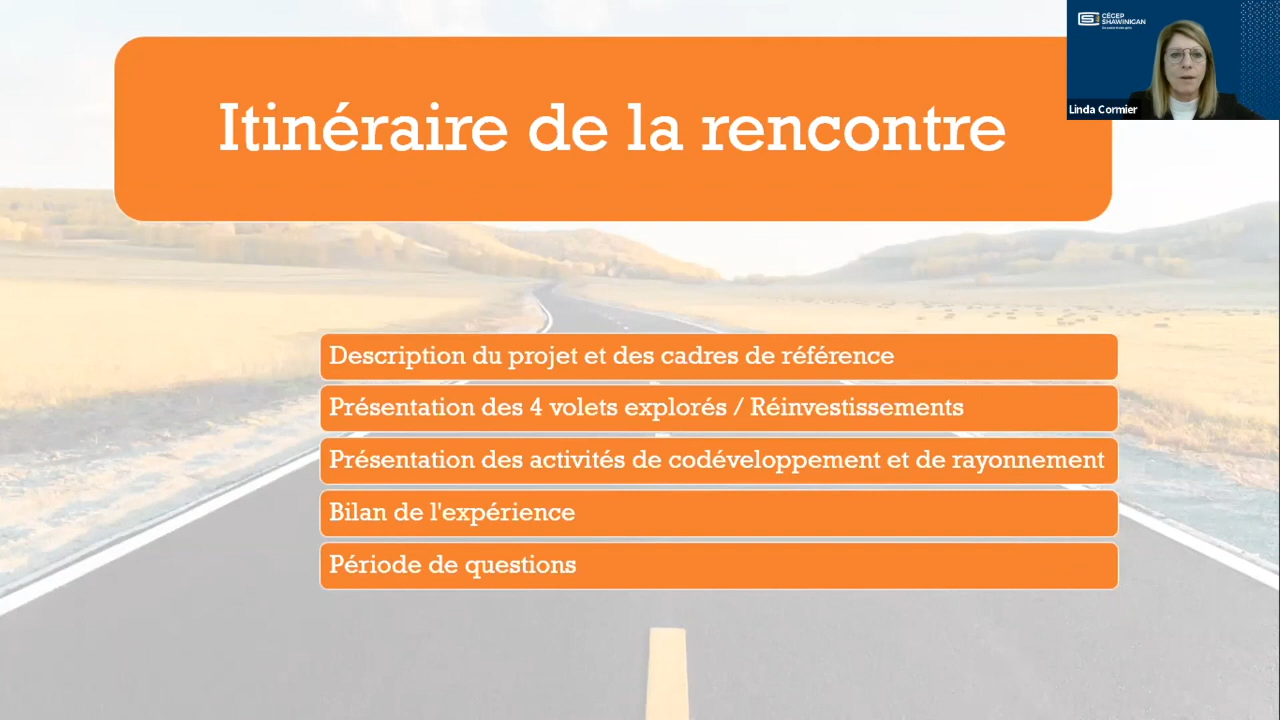 Itinéraire de la rencontre
CÉGEP
SHAWINIGAN
Linda Cormier
Description du projet et des cadres de référence
Présentation des 4 volets explorés / Réinvestissements
Présentation des activités de codéveloppement et de rayonnement
Bilan de l'expérience
Période de questions